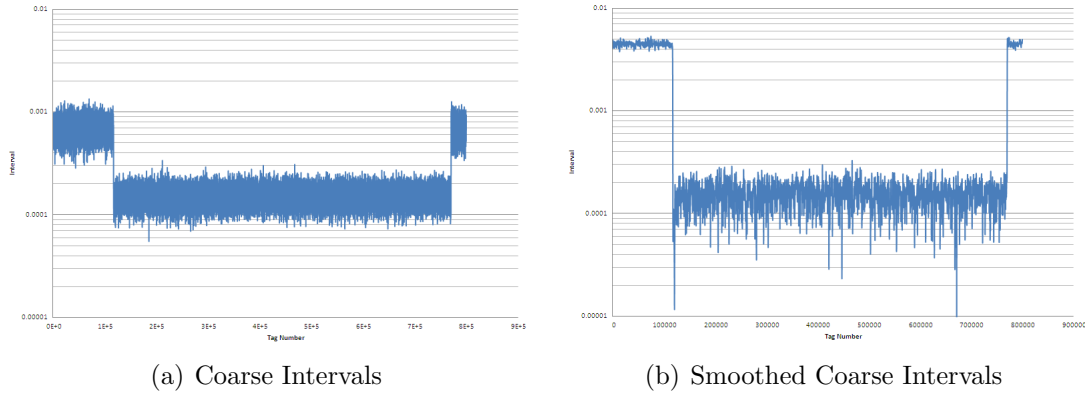 0.01
0.001
0.0001
0.00001
Interval
0E+0 1E+5 2E+5 3E+5 4E+5 5E+5 6E+5 7E+5 8E+5 9E+5
Tag Number
(a) Coarse Intervals
0.01
0.001
0.0001
0.00001
Interval
0 100000 200000 300000 400000 500000 600000 700000 800000 900000
Tag Number
(b) Smoothed Coarse Intervals